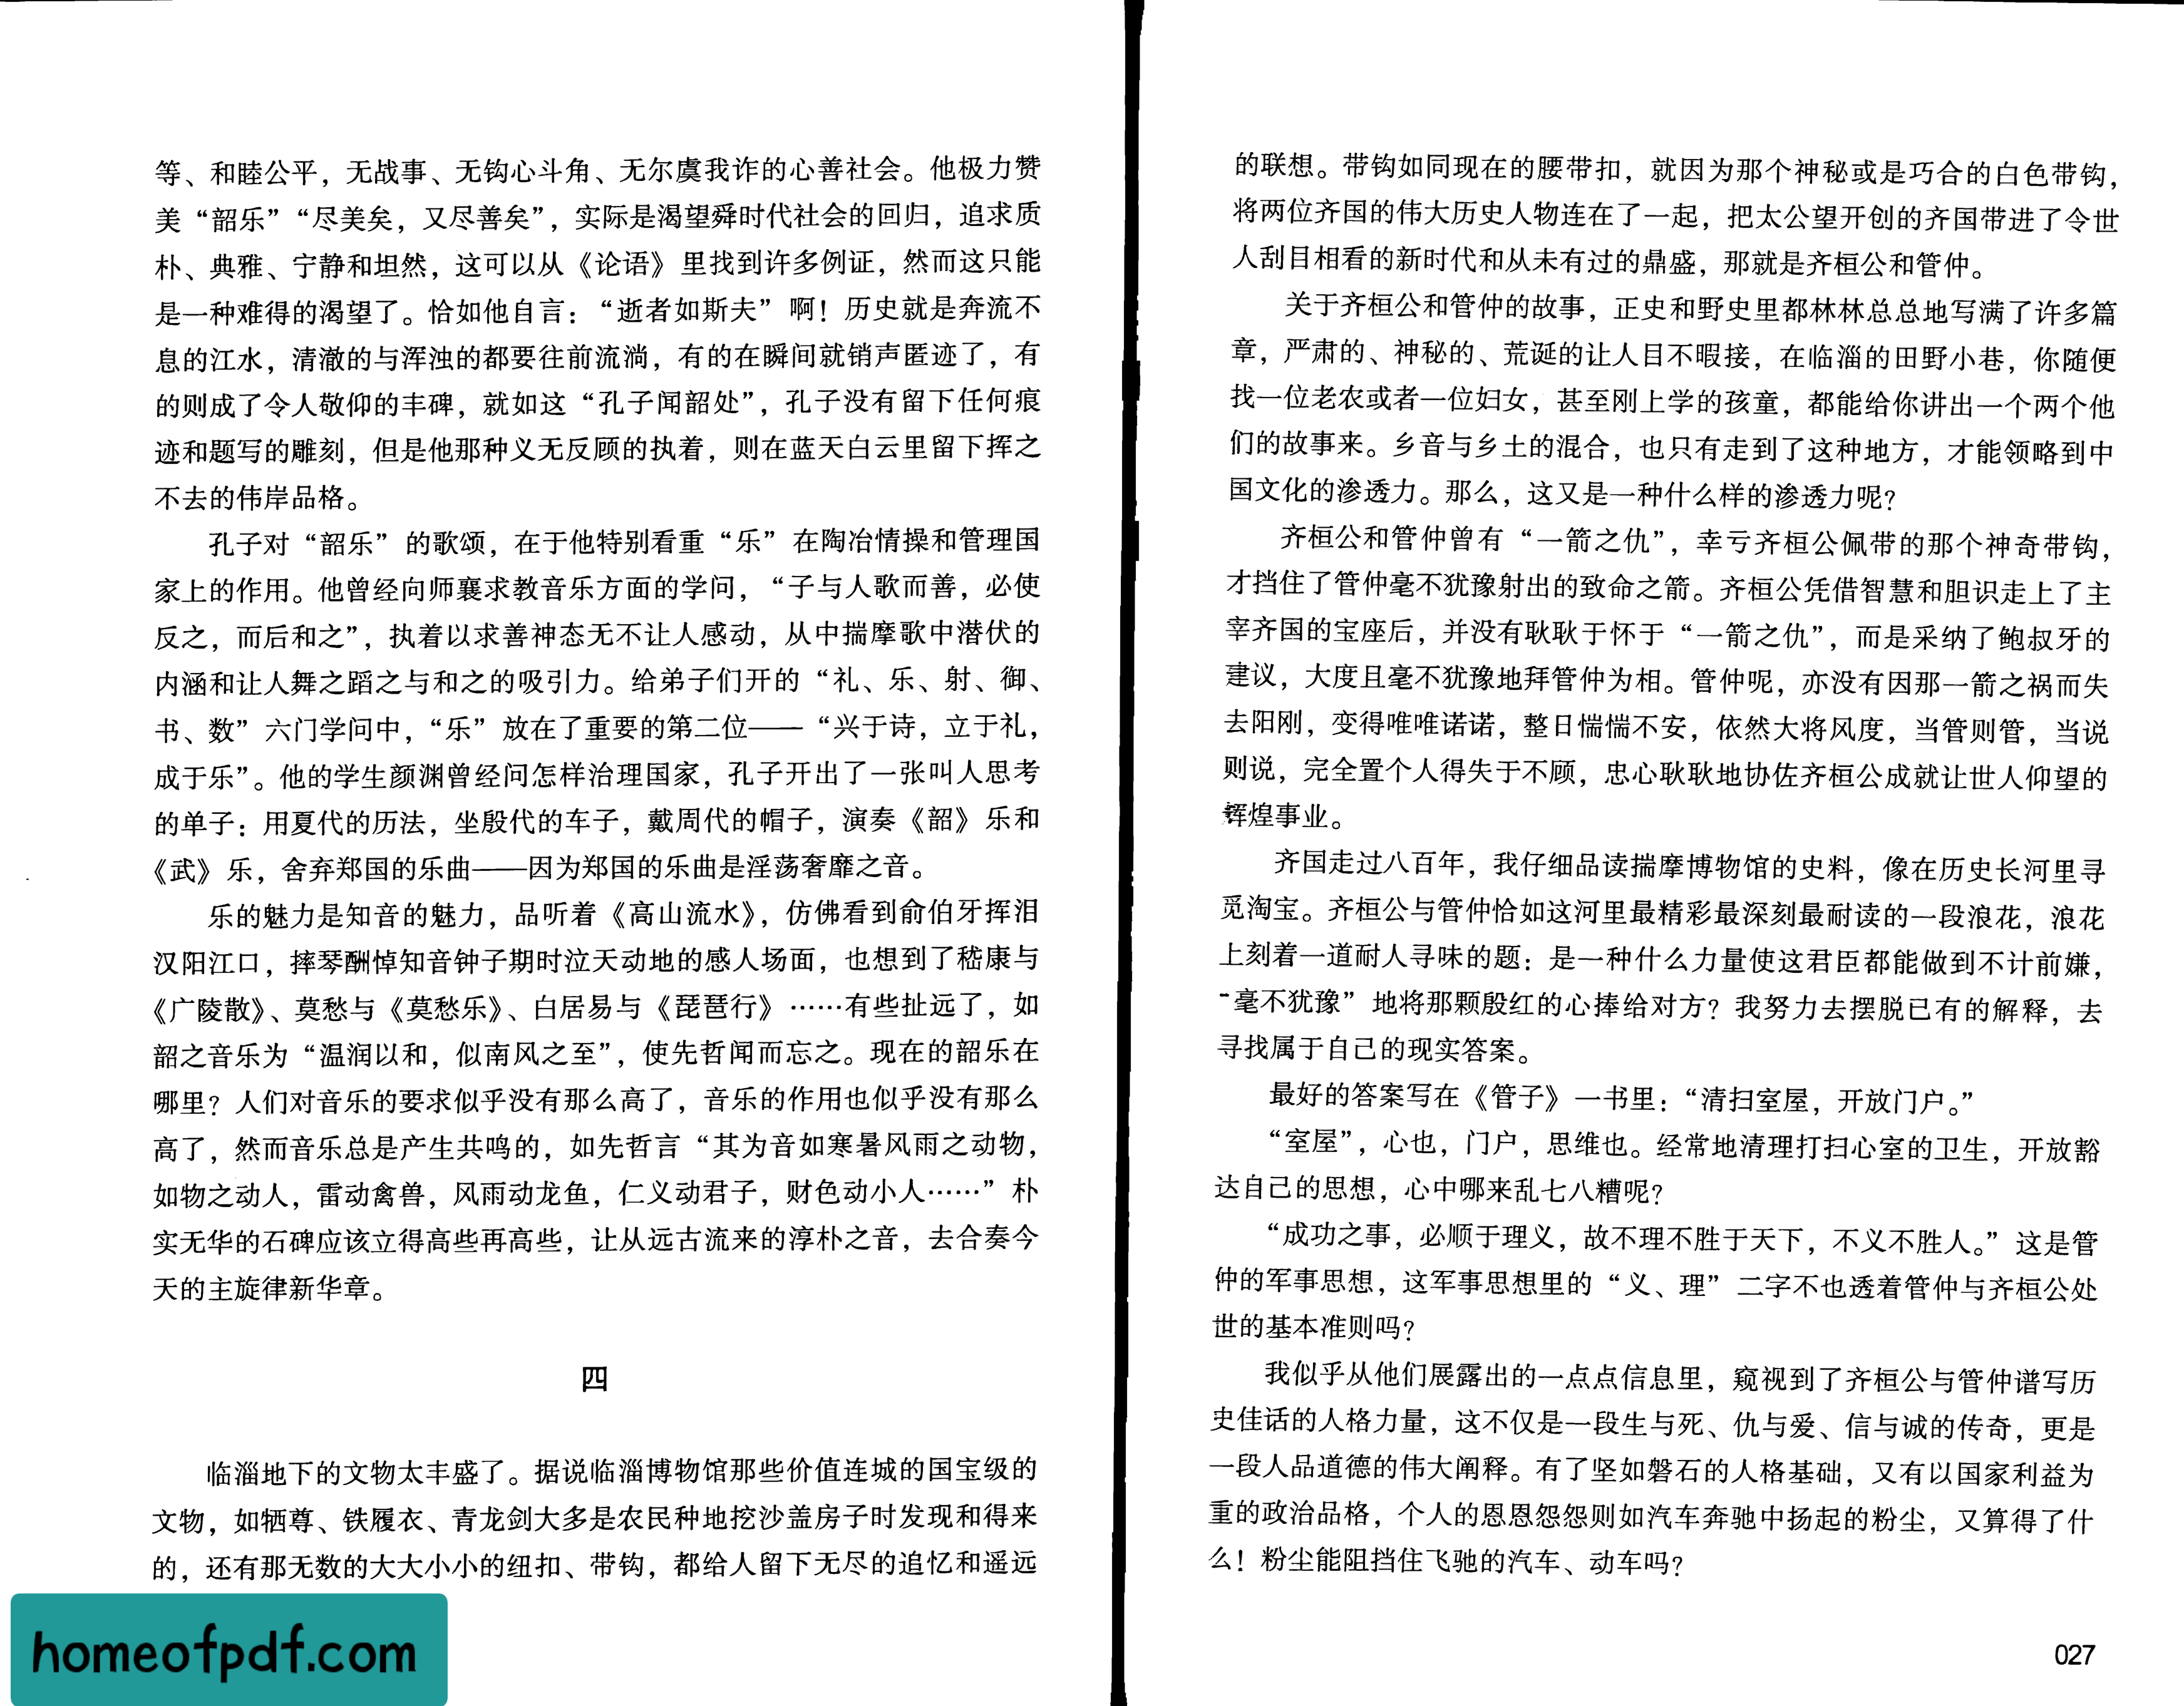 等、和睦公平，无战事、无钩心斗角、无尔虞我诈的心善社会。他极力赞
美“韶乐”“尽美矣，又尽善矣”，实际是渴望舜时代社会的回归，追求质
朴、典雅、宁静和坦然，这可以从《论语》里找到许多例证，然而这只能
是一种难得的渴望了。恰如他自言：“逝者如斯夫”啊！历史就是奔流不
息的江水，清澈的与浑浊的都要往前流淌，有的在瞬间就销声匿迹了，有
的则成了令人敬仰的丰碑，就如这“孔子闻韶处”，孔子没有留下任何痕
迹和题写的雕刻，但是他那种义无反顾的执着，则在蓝天白云里留下挥之
不去的伟岸品格。
孔子对“韶乐”的歌颂，在于他特别看重“乐”在陶冶情操和管理国
家上的作用。他曾经向师襄求教音乐方面的学问，“子与人歌而善，必使
反之，而后和之”，执着以求善神态无不让人感动，从中揣摩歌中潜伏的
内涵和让人舞之蹈之与和之的吸引力。给弟子们开的“礼、乐、射、御、
书、数”六门学问中，“乐”放在了重要的第二位——“兴于诗，立于礼，
成于乐”。他的学生颜渊曾经问怎样治理国家，孔子开出了一张叫人思考
的单子：用夏代的历法，坐殷代的车子，戴周代的帽子，演奏《韶》乐和
《武》乐，舍弃郑国的乐曲——因为郑国的乐曲是淫荡奢靡之音。
乐的魅力是知音的魅力，品听着《高山流水》，仿佛看到俞伯牙挥泪
汉阳江口，摔琴酬悼知音钟子期时泣天动地的感人场面，也想到了嵇康与
《广陵散》、莫愁与《莫愁乐》、白居易与《琵琶行》……有些扯远了，如
韶之音乐为“温润以和，似南风之至”，使先哲闻而忘之。现在的韶乐在
哪里？人们对音乐的要求似乎没有那么高了，音乐的作用也似乎没有那么
高了，然而音乐总是产生共鸣的，如先哲言“其为音如寒暑风雨之动物，
如物之动人，雷动禽兽，风雨动龙鱼，仁义动君子，财色动小人……”朴
实无华的石碑应该立得高些再高些，让从远古流来的淳朴之音，去合奏今
天的主旋律新华章。
四
临淄地下的文物太丰盛了。据说临淄博物馆那些价值连城的国宝级的
文物，如牺尊、铁履衣、青龙剑大多是农民种地挖沙盖房子时发现和得来
的，还有那无数的大大小小的纽扣、带钩，都给人留下无尽的追忆和遥远
的联想。带钩如同现在的腰带扣，就因为那个神秘或是巧合的白色带钩，
将两位齐国的伟大历史人物连在了一起，把太公望开创的齐国带进了令世
人刮目相看的新时代和从未有过的鼎盛，那就是齐桓公和管仲。
关于齐桓公和管仲的故事，正史和野史里都林林总总地写满了许多篇
章，严肃的、神秘的、荒诞的让人目不暇接，在临淄的田野小巷，你随便
找一位老农或者一位妇女，甚至刚上学的孩童，都能给你讲出一个两个他
们的故事来。乡音与乡土的混合，也只有走到了这种地方，才能领略到中
国文化的渗透力。那么，这又是一种什么样的渗透力呢？
齐桓公和管仲曾有“一箭之仇”，幸亏齐桓公佩带的那个神奇带钩，
才挡住了管仲毫不犹豫射出的致命之箭。齐桓公凭借智慧和胆识走上了主
宰齐国的宝座后，并没有耿耿于怀于“一箭之仇”，而是采纳了鲍叔牙的
建议，大度且毫不犹豫地拜管仲为相。管仲呢，亦没有因那一箭之祸而失
去阳刚，变得唯唯诺诺，整日惴惴不安，依然大将风度，当管则管，当说
则说，完全置个人得失于不顾，忠心耿耿地协佐齐桓公成就让世人仰望的
辉煌事业。
齐国走过八百年，我仔细品读揣摩博物馆的史料，像在历史长河里寻
觅淘宝。齐桓公与管仲恰如这河里最精彩最深刻最耐读的一段浪花，浪花
上刻着一道耐人寻味的题：是一种什么力量使这君臣都能做到不计前嫌，
“毫不犹豫”地将那颗殷红的心捧给对方？我努力去摆脱已有的解释，去
寻找属于自己的现实答案。
最好的答案写在《管子》一书里：“清扫室屋，开放门户。”
“室屋”，心也，门户，思维也。经常地清理打扫心室的卫生，开放豁
达自己的思想，心中哪来乱七八糟呢？
“成功之事，必顺于理义，故不理不胜于天下，不义不胜人。”这是管
仲的军事思想，这军事思想里的“义、理”二字不也透着管仲与齐桓公处
世的基本准则吗？
我似乎从他们展露出的一点点信息里，窥视到了齐桓公与管仲谱写历
史佳话的人格力量，这不仅是一段生与死、仇与爱、信与诚的传奇，更是
一段人品道德的伟大阐释。有了坚如磐石的人格基础，又有以国家利益为
重的政治品格，个人的恩恩怨怨则如汽车奔驰中扬起的粉尘，又算得了什
么！粉尘能阻挡住飞驰的汽车、动车吗？
027
homeofpdf.com